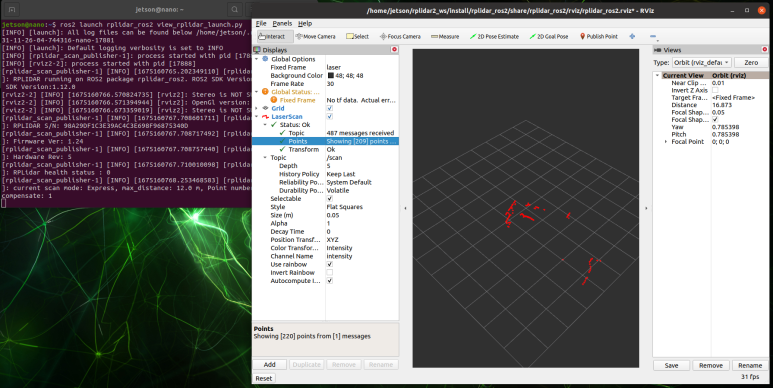 jetson@nano: ~
jetson@nano:~$ ros2 launch rplidar_ros2 view_rplidar_launch.py
[INFO] [launch]: All log files can be found below /home/jetson/.
31-11-26-04-744316-nano-17881
[INFO] [launch]: Default logging verbosity is set to INFO
[INFO] [rplidar_scan_publisher-1]: process started with pid [178
[INFO] [rviz2-2]: process started with pid [17888]
[rplidar_scan_publisher-1] [INFO] [1675160765.202349110] [rplida
]: RPLIDAR running on ROS2 package rplidar_ros2. ROS2 SDK Versio
SDK Version:1.12.0
[rviz2-2] [INFO] [1675160766.570824735] [rviz2]: Stereo is NOT S
[rviz2-2] [INFO] [1675160766.571394944] [rviz2]: OpenGl version:
[rviz2-2] [INFO] [1675160766.673359019] [rviz2]: Stereo is NOT S
[rplidar_scan_publisher-1] [INFO] [1675160768.708601711] [rplida
]: RPLIDAR S/N:
[rplidar_scan_publisher-1] [INFO] [1675160768.708717492] [rplida
]: Firmware Ver: 1.24
[rplidar_scan_publisher-1] [INFO] [1675160768.708757440] [rplida
]: Hardware Rev: 5
[rplidar_scan_publisher-1] [INFO] [1675160768.710010098] [rplida
]: RPLidar health status : 0
[rplidar_scan_publisher-1] [INFO] [1675160768.253468583] [rplida
]: current scan mode: Express, max_distance: 12.0 m, Point number
compensate: 1
/home/jetson/rplidar2_ws/install/rplidar_ros2/share/rplidar_ros2/rviz/rplidar_ros2.rviz* - RViz
File Panels Help
Interact Move Camera Select Focus Camera Measure 2D Pose Estimate 2D Goal Pose Publish Point
Displays
Global Options
Fixed Frame laser
Background Color 48; 48; 48
Frame Rate 30
Global Status: ...
Fixed Frame No tf data. Actual err...
Grid
LaserScan
Status: Ok
Topic 487 messages received
Points Showing [209] points ...
Transform Ok
Topic /scan
Depth 5
History Policy Keep Last
Reliability Po... System Default
Durability Po... Volatile
Selectable
Style Flat Squares
Size (m) 0.05
Alpha 1
Decay Time 0
Position Transf... XYZ
Color Transfor... Intensity
Channel Name intensity
Use rainbow
Invert Rainbow
Autocompute I...
Points
Showing [220] points from [1] messages
Add Duplicate Remove Rename
Reset
Views
Type: Orbit (rviz_defau Zero
Current View Orbit (rviz)
Near Clip ... 0.01
Invert Z Axis
Target Fra... <Fixed Frame>
Distance 16.873
Focal Shap... 0.05
Focal Shap...
Yaw 0.785398
Pitch 0.785398
Focal Point 0; 0; 0
Save Remove Rename
31 fps